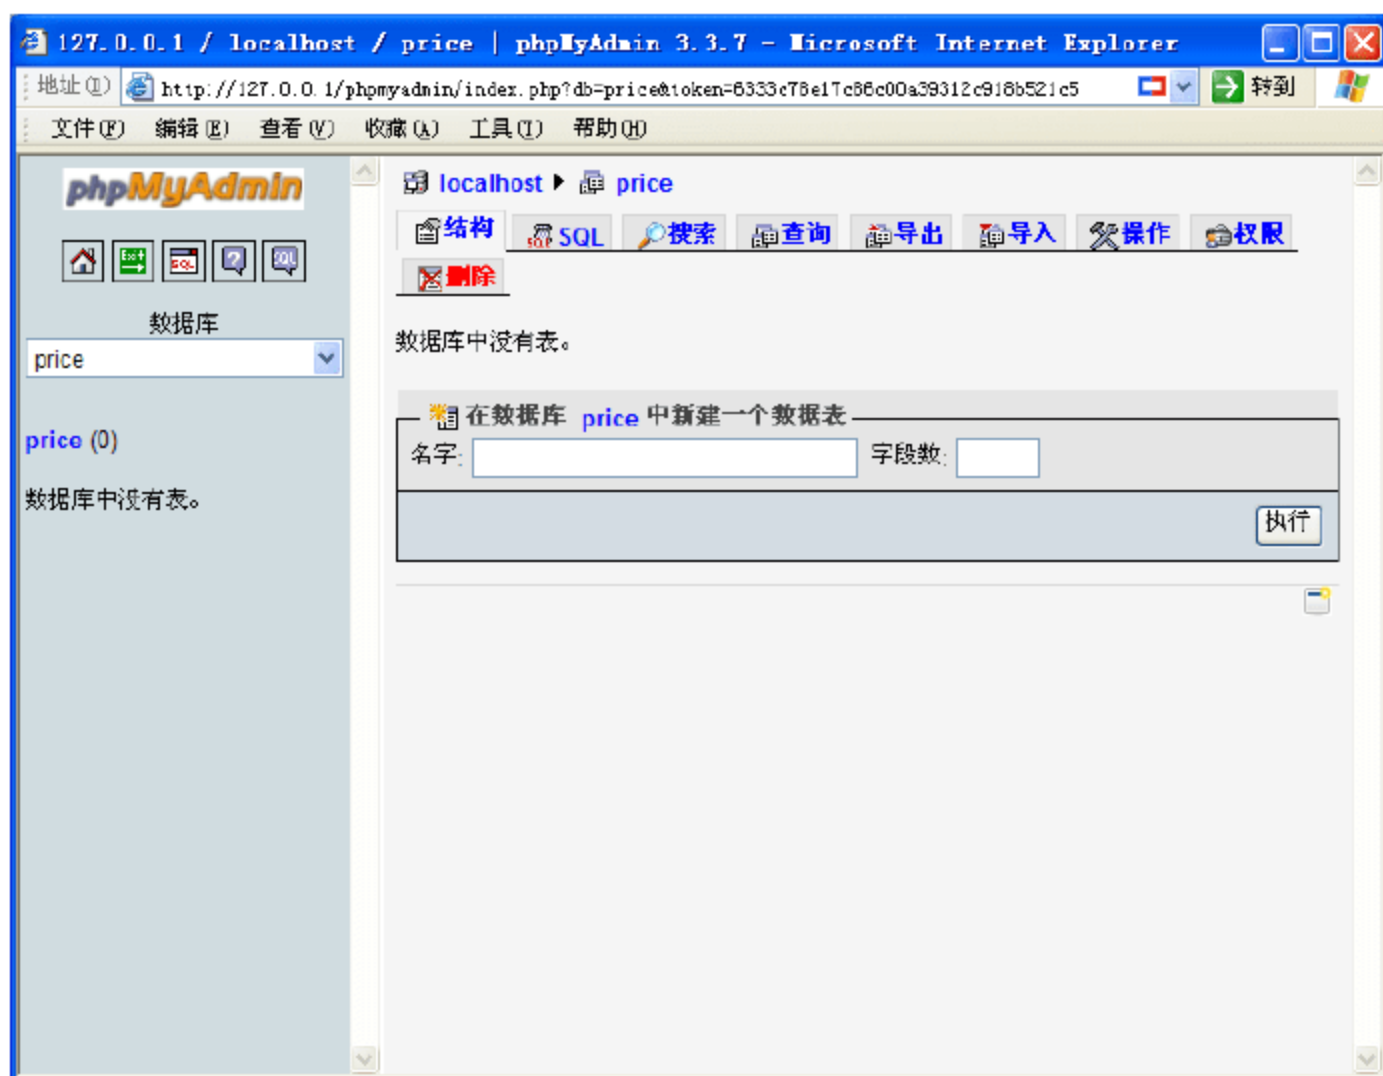 127.0.0.1 / localhost / price | phpMyAdmin 3.3.7 - Microsoft Internet Explorer
地址(D) http://127.0.0.1/phpmyadmin/index.php?db=price&token=6333c78e17c86c00a39312c918b521c5 转到
文件(F) 编辑(E) 查看(V) 收藏(A) 工具(T) 帮助(H)
phpMyAdmin
localhost price
结构 SQL 搜索 查询 导出 导入 操作 权限
Exit SQL ? SQL
删除
数据库
price
数据库中没有表。
在数据库 price 中新建一个数据表
price (0)
名字: 字段数:
数据库中没有表。
执行